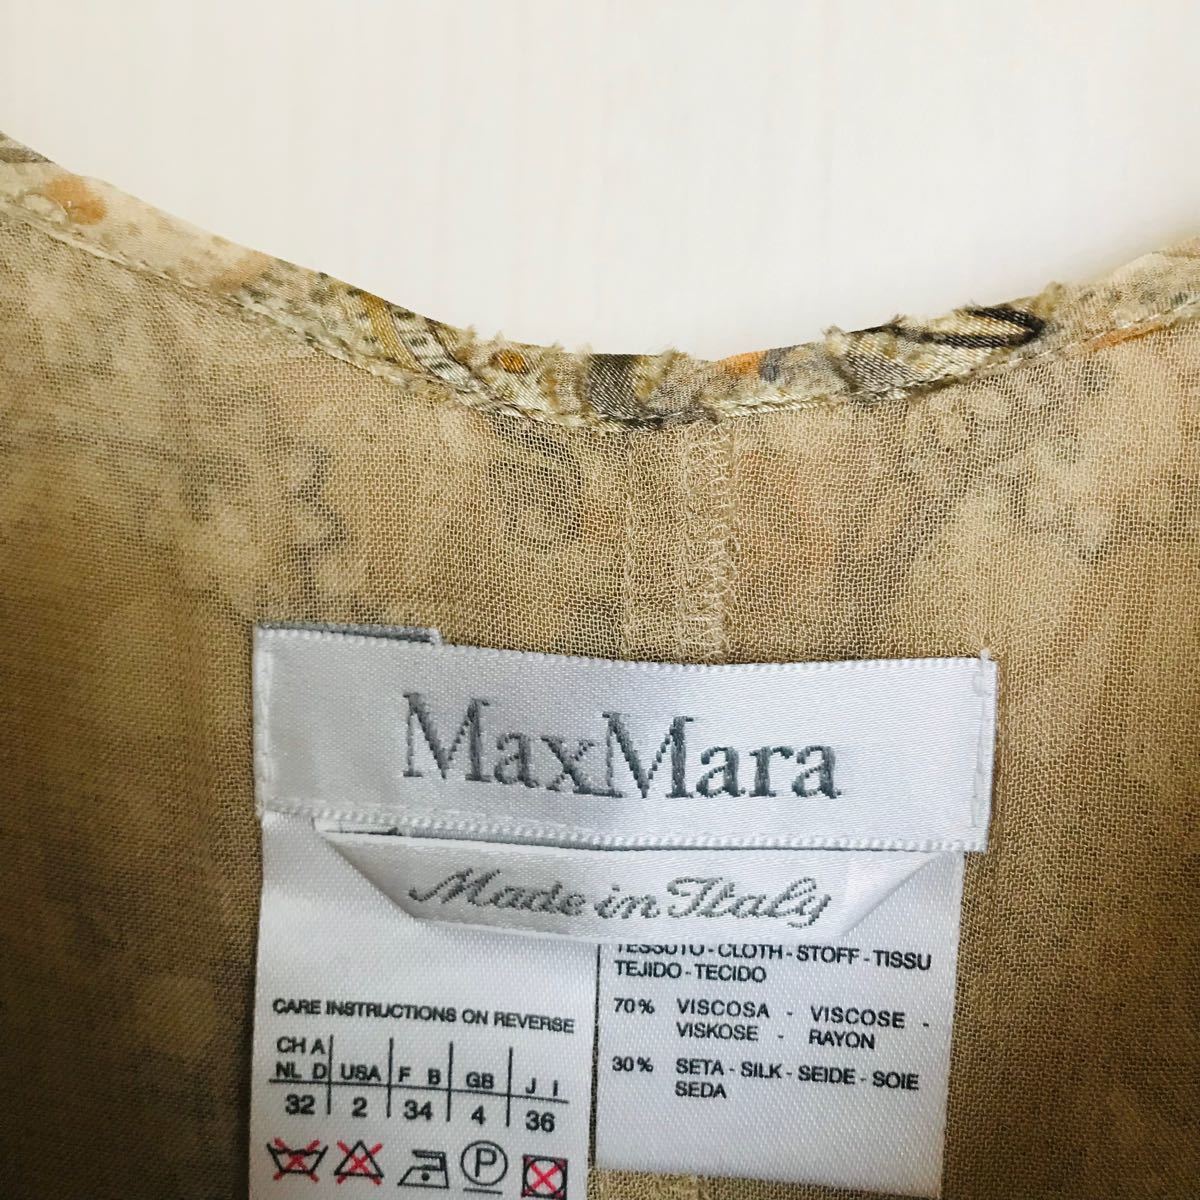 MaxMara
Made in Italy
CARE INSTRUCTIONS ON REVERSE
CH A
NL D USA F B GB J I
32 2 34 4 36
P
TESSUTO - CLOTH - STOFF - TISSU
TEJIDO - TECIDO
70% VISCOSA - VISCOSE -
VISKOSE - RAYON
30% SETA - SILK - SEIDE - SOIE
SEDA